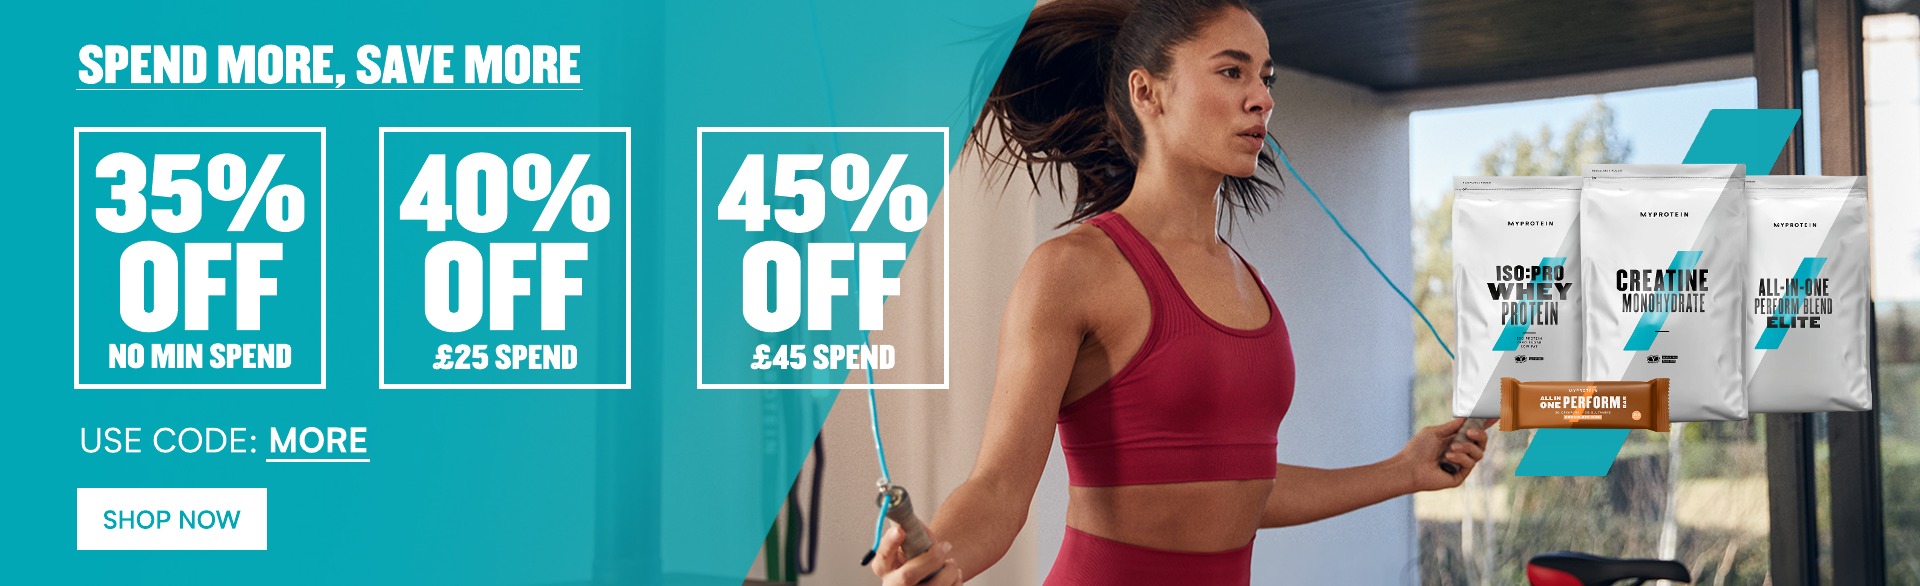 SPEND MORE, SAVE MORE
35%
OFF
NO MIN SPEND
40%
OFF
£25 SPEND
45%
OFF
£45 SPEND
USE CODE: MORE
SHOP NOW
MYPROTEIN
ISO:PRO
WHEY
PROTEIN
MYPROTEIN
CREATINE
MONOHYDRATE
MYPROTEIN
ALL-IN-ONE
PERFORM BLEND
ELITE
MYPROTEIN
ALL IN
ONE PERFORM BAR